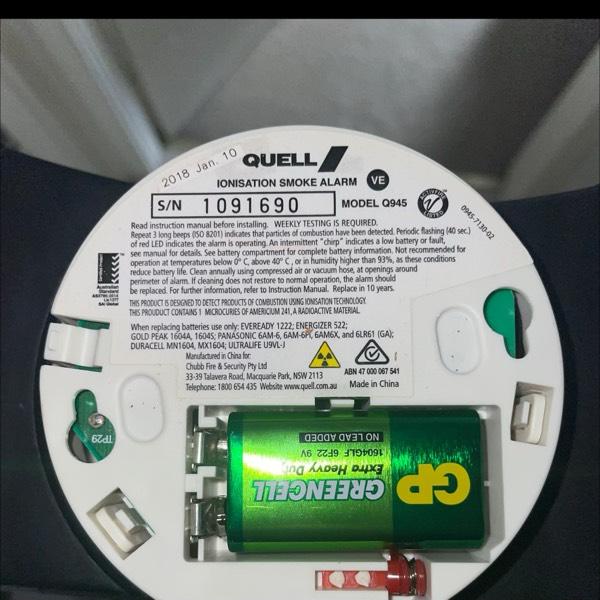 2018 Jan. 10
QUELL
IONISATION SMOKE ALARM VE
S/N 1091690 MODEL Q945
ACTIVFIRE
LISTED
0945-7130-02
Read instruction manual before installing. WEEKLY TESTING IS REQUIRED.
Repeat 3 long beeps (ISO 8201) indicates that particles of combustion have been detected. Periodic flashing (40 sec.)
of red LED indicates the alarm is operating. An intermittent "chirp" indicates a low battery or fault,
see manual for details. See battery compartment for complete battery information. Not recommended for
operation at temperatures below 0° C, above 40° C , or in humidity higher than 93%, as these extremes
reduce battery life. Clean annually using compressed air or vacuum hose, at openings around
perimeter of alarm. If cleaning does not restore to normal operation, the alarm should
be replaced. For further information, refer to Instruction Manual. Replace in 10 years.
THIS PRODUCT IS DESIGNED TO DETECT PRODUCTS OF COMBUSTION USING IONISATION TECHNOLOGY.
THIS PRODUCT CONTAINS 1 MICROCURIES OF AMERICIUM 241, A RADIOACTIVE MATERIAL.
Australian
Standard
AS3786:
SAI Global
When replacing batteries use only: EVEREADY 1222; ENERGIZER 522;
GOLD PEAK 1604A, 1604S; PANASONIC 6AM-6, 6AM-6PI, 6AM6X, and 6LR61 (GA);
DURACELL MN1604, MX1604; ULTRALIFE U9VL-J
Manufactured in China for:
Chubb Fire & Security Pty Ltd
33-39 Talavera Road, Macquarie Park, NSW 2113
Telephone: 1800 654 435 Website www.quell.com.au
ABN 47 000 067 541
Made in China
TP29
GP
GREENCELL
Extra Heavy Duty
1604GLF 6F22 9V
NO LEAD ADDED